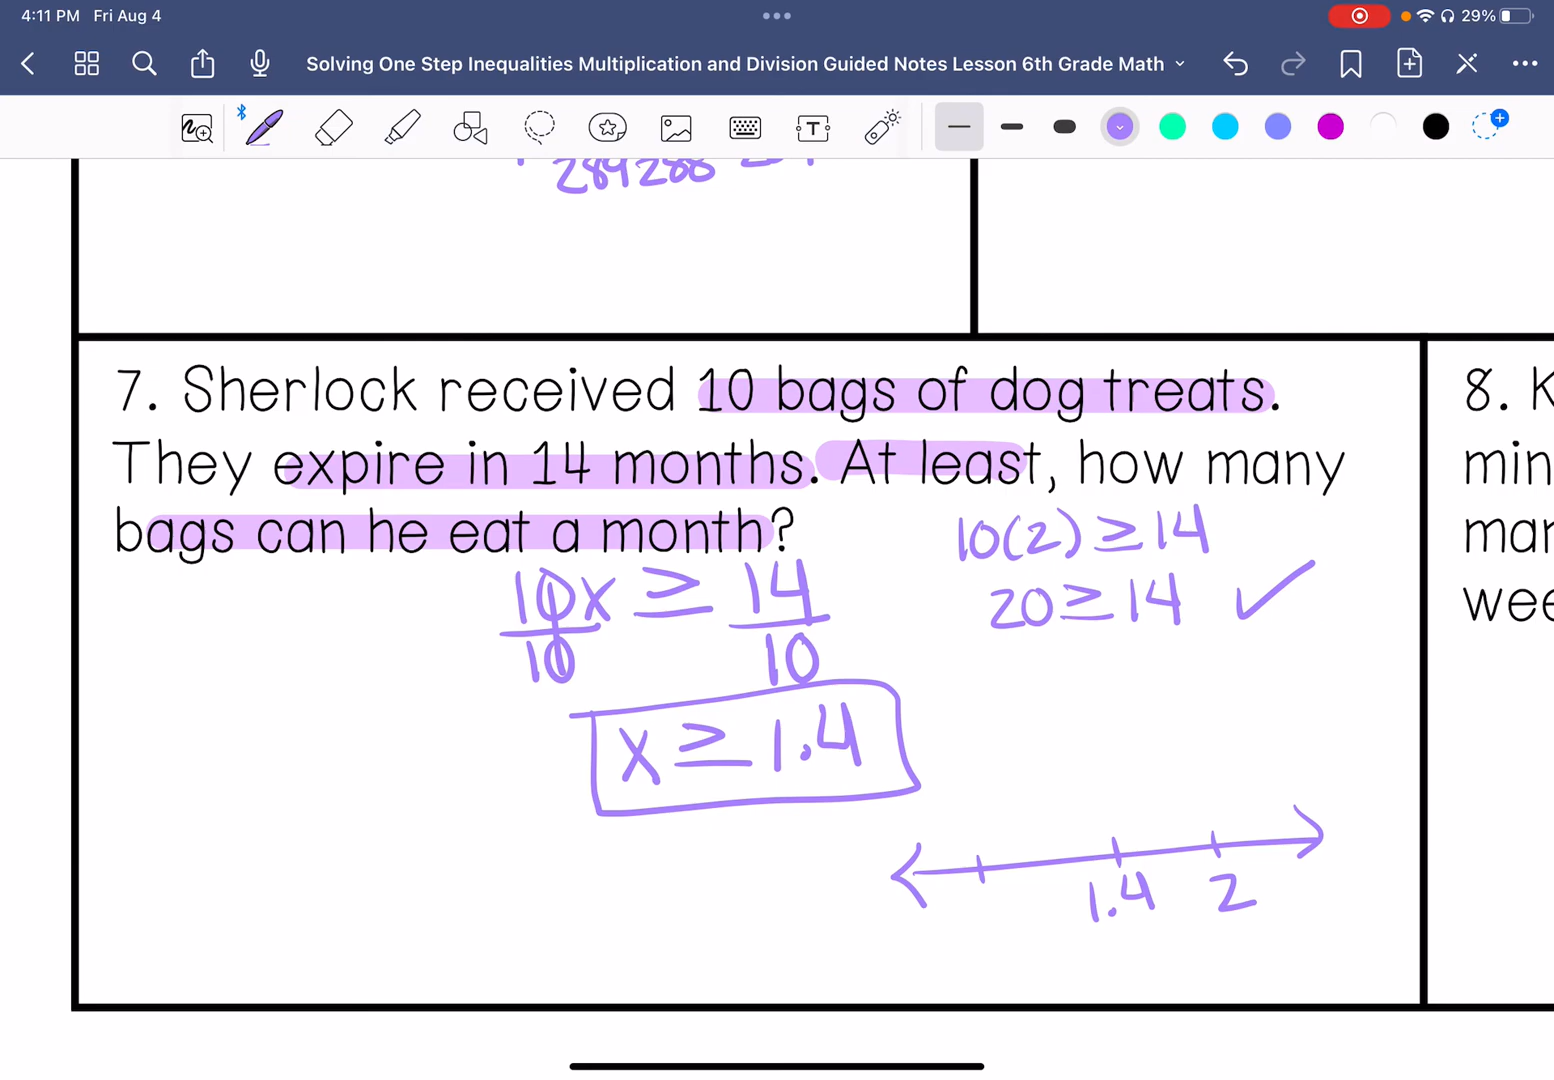 4:11 PM Fri Aug 4
29%
Solving One Step Inequalities Multiplication and Division Guided Notes Lesson 6th Grade Math
289288
7. Sherlock received 10 bags of dog treats.
They expire in 14 months. At least, how many
bags can he eat a month?
10(2) ≥ 14
20 ≥ 14 ✓
10x ≥ 14
10 10
x ≥ 1.4
1.4 2
8. K
min
mar
wee